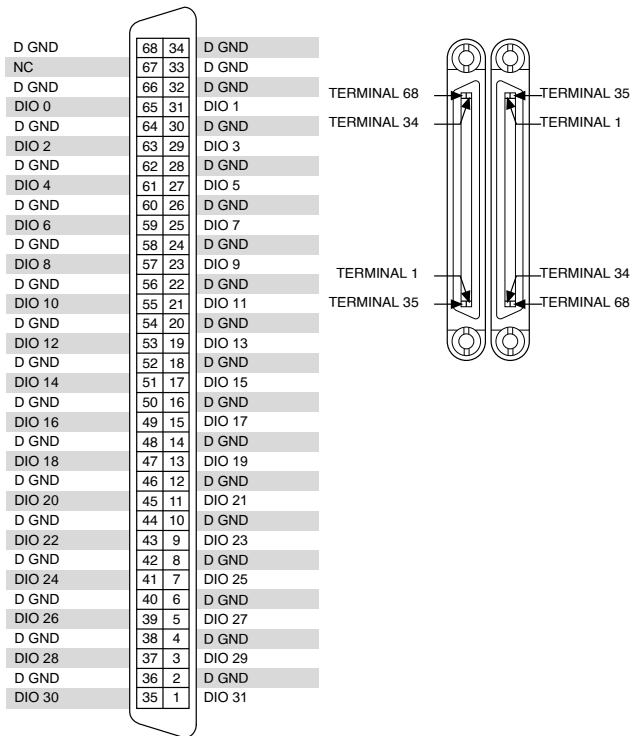 D GND 68 34 D GND
NC 67 33 D GND
D GND 66 32 D GND
DIO 0 65 31 DIO 1
D GND 64 30 D GND
DIO 2 63 29 DIO 3
D GND 62 28 D GND
DIO 4 61 27 DIO 5
D GND 60 26 D GND
DIO 6 59 25 DIO 7
D GND 58 24 D GND
DIO 8 57 23 DIO 9
D GND 56 22 D GND
DIO 10 55 21 DIO 11
D GND 54 20 D GND
DIO 12 53 19 DIO 13
D GND 52 18 D GND
DIO 14 51 17 DIO 15
D GND 50 16 D GND
DIO 16 49 15 DIO 17
D GND 48 14 D GND
DIO 18 47 13 DIO 19
D GND 46 12 D GND
DIO 20 45 11 DIO 21
D GND 44 10 D GND
DIO 22 43 9 DIO 23
D GND 42 8 D GND
DIO 24 41 7 DIO 25
D GND 40 6 D GND
DIO 26 39 5 DIO 27
D GND 38 4 D GND
DIO 28 37 3 DIO 29
D GND 36 2 D GND
DIO 30 35 1 DIO 31
TERMINAL 68 TERMINAL 35
TERMINAL 34 TERMINAL 1
TERMINAL 1 TERMINAL 34
TERMINAL 35 TERMINAL 68